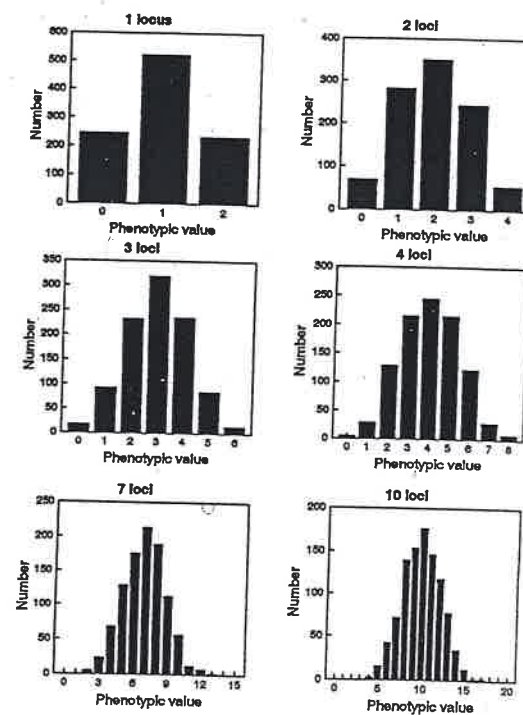 1 locus
600
500
400
300
200
100
0
Number
0 1 2
Phenotypic value
2 loci
400
300
200
100
0
Number
0 1 2 3 4
Phenotypic value
3 loci
350
300
250
200
150
100
50
0
Number
0 1 2 3 4 5 6
Phenotypic value
4 loci
300
250
200
150
100
50
0
Number
0 1 2 3 4 5 6 7 8
Phenotypic value
7 loci
250
200
150
100
50
0
Number
0 3 6 9 12 15
Phenotypic value
10 loci
200
150
100
50
0
Number
0 5 10 15 20
Phenotypic value